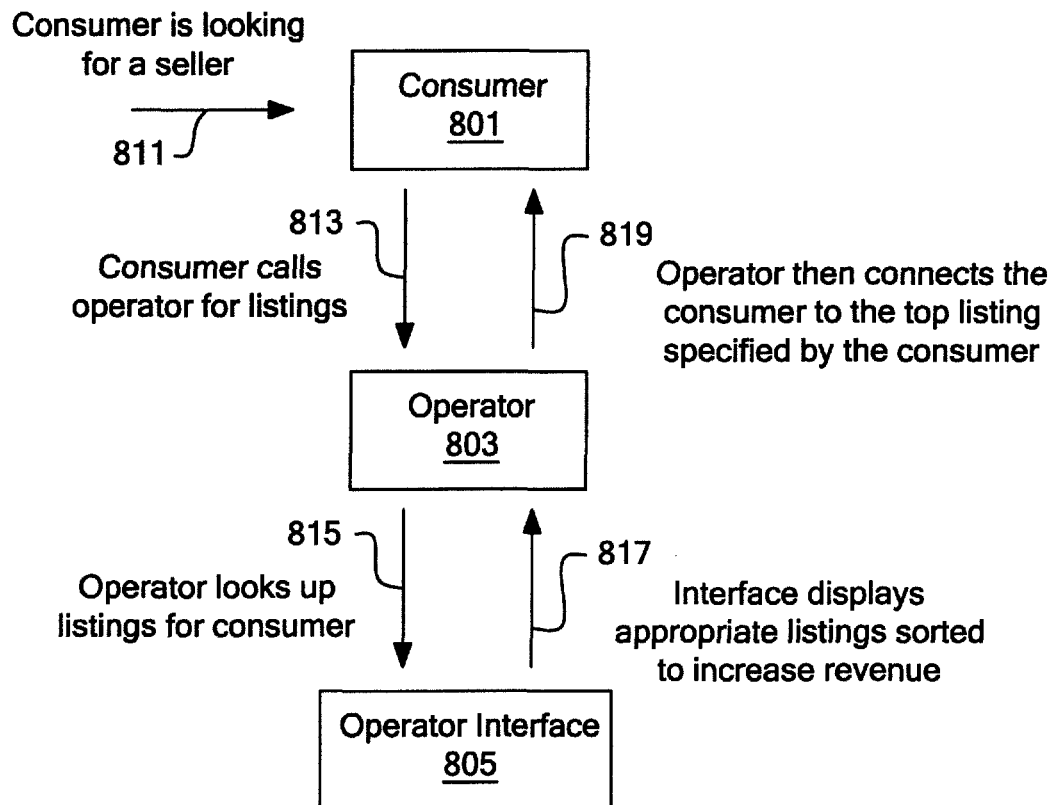 Consumer is looking
for a seller
811
Consumer
801
813
Consumer calls
operator for listings
819
Operator then connects the
consumer to the top listing
specified by the consumer
Operator
803
815
Operator looks up
listings for consumer
817
Interface displays
appropriate listings sorted
to increase revenue
Operator Interface
805